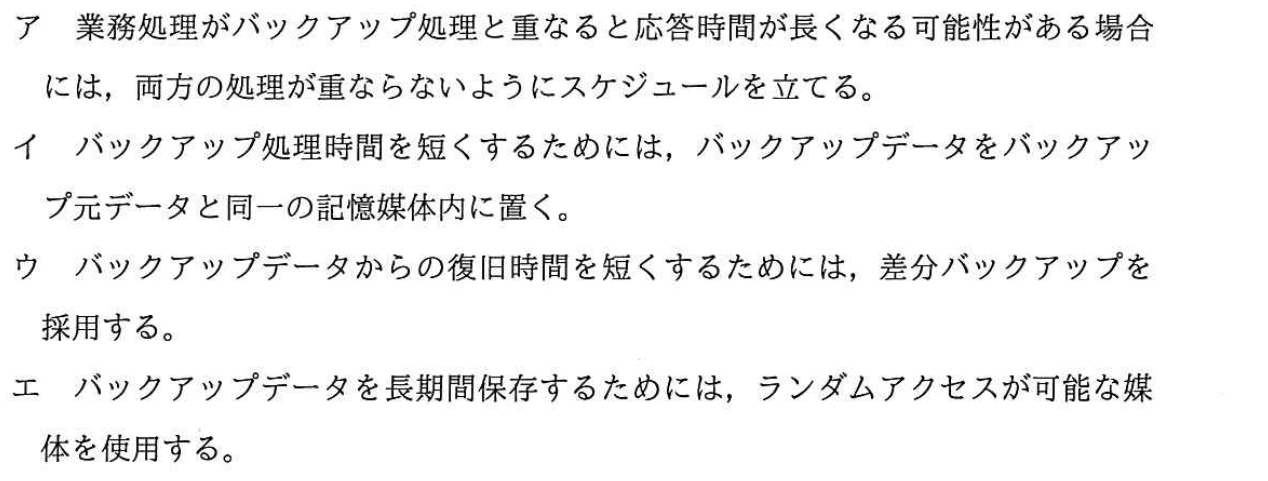 ア　業務処理がバックアップ処理と重なると応答時間が長くなる可能性がある場合
には，両方の処理が重ならないようにスケジュールを立てる。
イ　バックアップ処理時間を短くするためには，バックアップデータをバックアッ
プ元データと同一の記憶媒体内に置く。
ウ　バックアップデータからの復旧時間を短くするためには，差分バックアップを
採用する。
エ　バックアップデータを長期間保存するためには，ランダムアクセスが可能な媒
体を使用する。